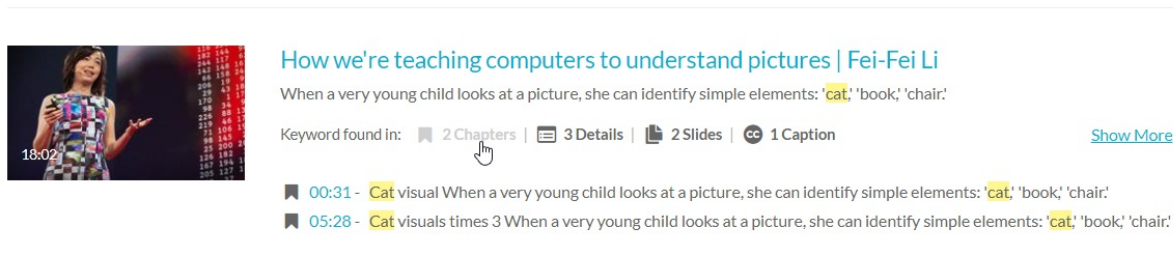 How we're teaching computers to understand pictures | Fei-Fei Li
When a very young child looks at a picture, she can identify simple elements: 'cat,' 'book,' 'chair.'
Keyword found in: 2 Chapters | 3 Details | 2 Slides | CC 1 Caption Show More
18:02
00:31 - Cat visual When a very young child looks at a picture, she can identify simple elements: 'cat,' 'book,' 'chair.'
05:28 - Cat visuals times 3 When a very young child looks at a picture, she can identify simple elements: 'cat,' 'book,' 'chair.'